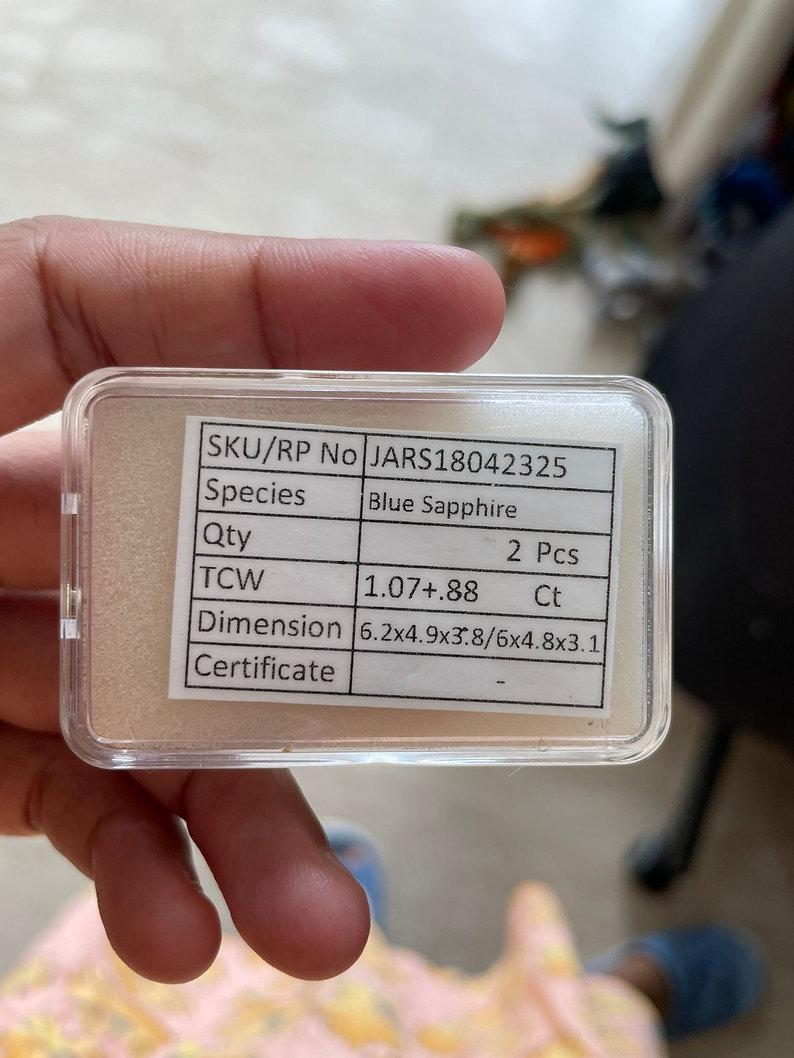 SKU/RP No JARS18042325
Species Blue Sapphire
Qty 2 Pcs
TCW 1.07+.88 Ct
Dimension 6.2x4.9x3.8/6x4.8x3.1
Certificate -